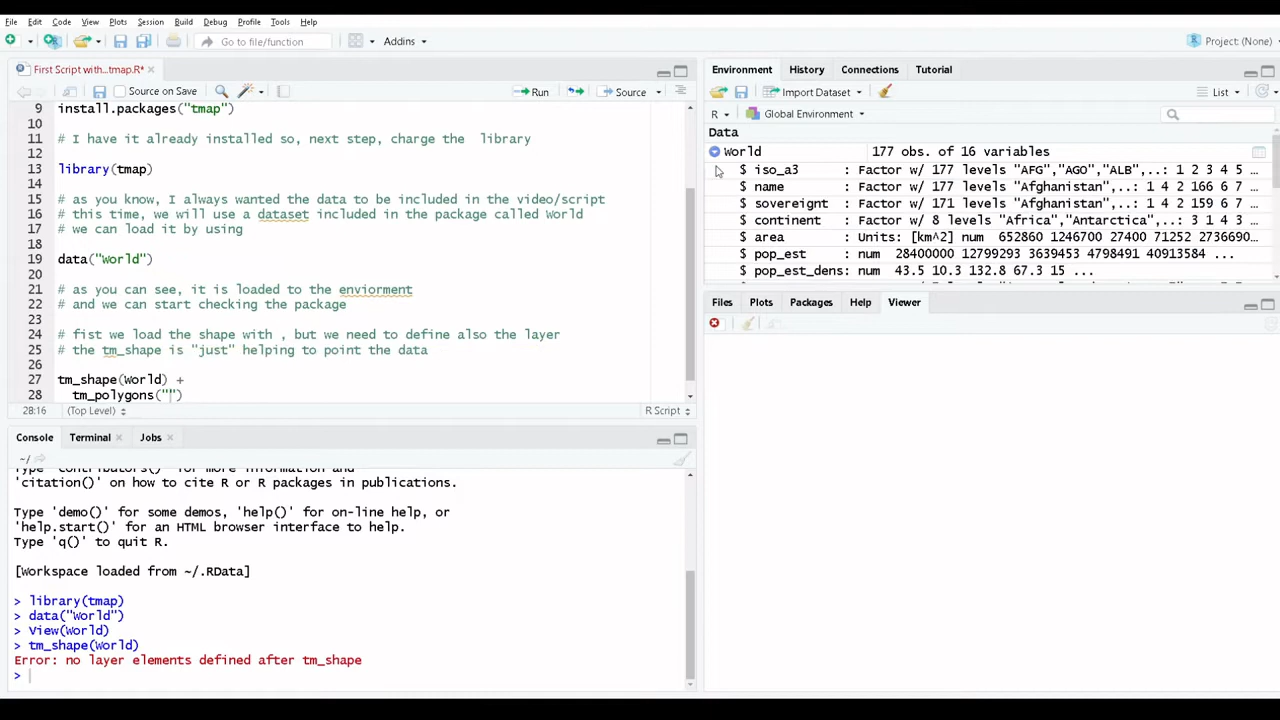 File Edit Code View Plots Session Build Debug Profile Tools Help
Go to file/function Addins Project: (None)
First Script with...tmap.R*
Source on Save Run Source
9 install.packages("tmap")
10
11 # I have it already installed so, next step, charge the library
12
13 library(tmap)
14
15 # as you know, I always wanted the data to be included in the video/script
16 # this time, we will use a dataset included in the package called World
17 # we can load it by using
18
19 data("World")
20
21 # as you can see, it is loaded to the enviorment
22 # and we can start checking the package
23
24 # fist we load the shape with , but we need to define also the layer
25 # the tm_shape is "just" helping to point the data
26
27 tm_shape(World) +
28 tm_polygons("")
28:16 (Top Level) R Script
Console Terminal Jobs
~/
Type 'contributors()' for more information and
'citation()' on how to cite R or R packages in publications.
Type 'demo()' for some demos, 'help()' for on-line help, or
'help.start()' for an HTML browser interface to help.
Type 'q()' to quit R.
[Workspace loaded from ~/.RData]
> library(tmap)
> data("World")
> View(World)
> tm_shape(World)
Error: no layer elements defined after tm_shape
>
Environment History Connections Tutorial
Import Dataset List
R Global Environment
Data
World 177 obs. of 16 variables
$ iso_a3 : Factor w/ 177 levels "AFG","AGO","ALB",..: 1 2 3 4 5 ...
$ name : Factor w/ 177 levels "Afghanistan",..: 1 4 2 166 6 7 ...
$ sovereignt : Factor w/ 171 levels "Afghanistan",..: 1 4 2 159 6 7 ...
$ continent : Factor w/ 8 levels "Africa","Antarctica",..: 3 1 4 3 ...
$ area : Units: [km^2] num 652860 1246700 27400 71252 2736690...
$ pop_est : num 28400000 12799293 3639453 4798491 40913584 ...
$ pop_est_dens: num 43.5 10.3 132.8 67.3 15 ...
Files Plots Packages Help Viewer